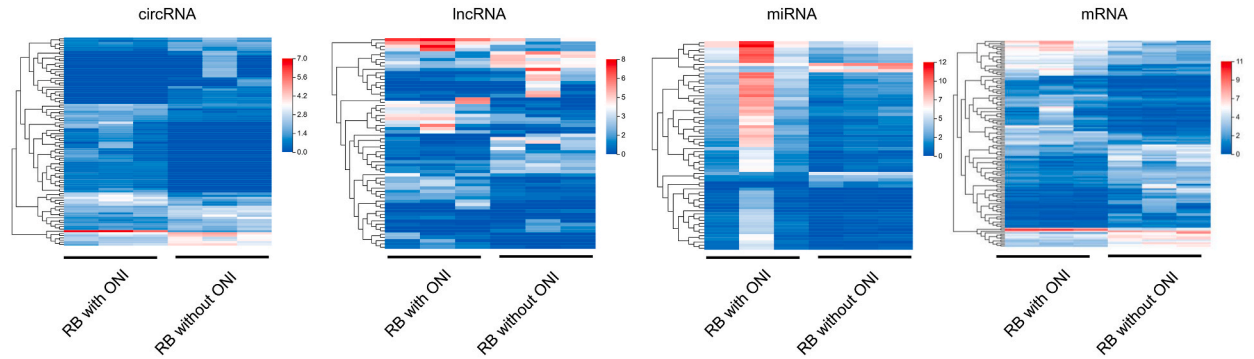 circRNA
7.0
5.6
4.2
2.8
1.4
0.0
RB with ONI
RB without ONI
lncRNA
8
6
5
3
2
0
RB with ONI
RB without ONI
miRNA
12
10
7
5
2
0
RB with ONI
RB without ONI
mRNA
11
9
7
4
2
0
RB with ONI
RB without ONI